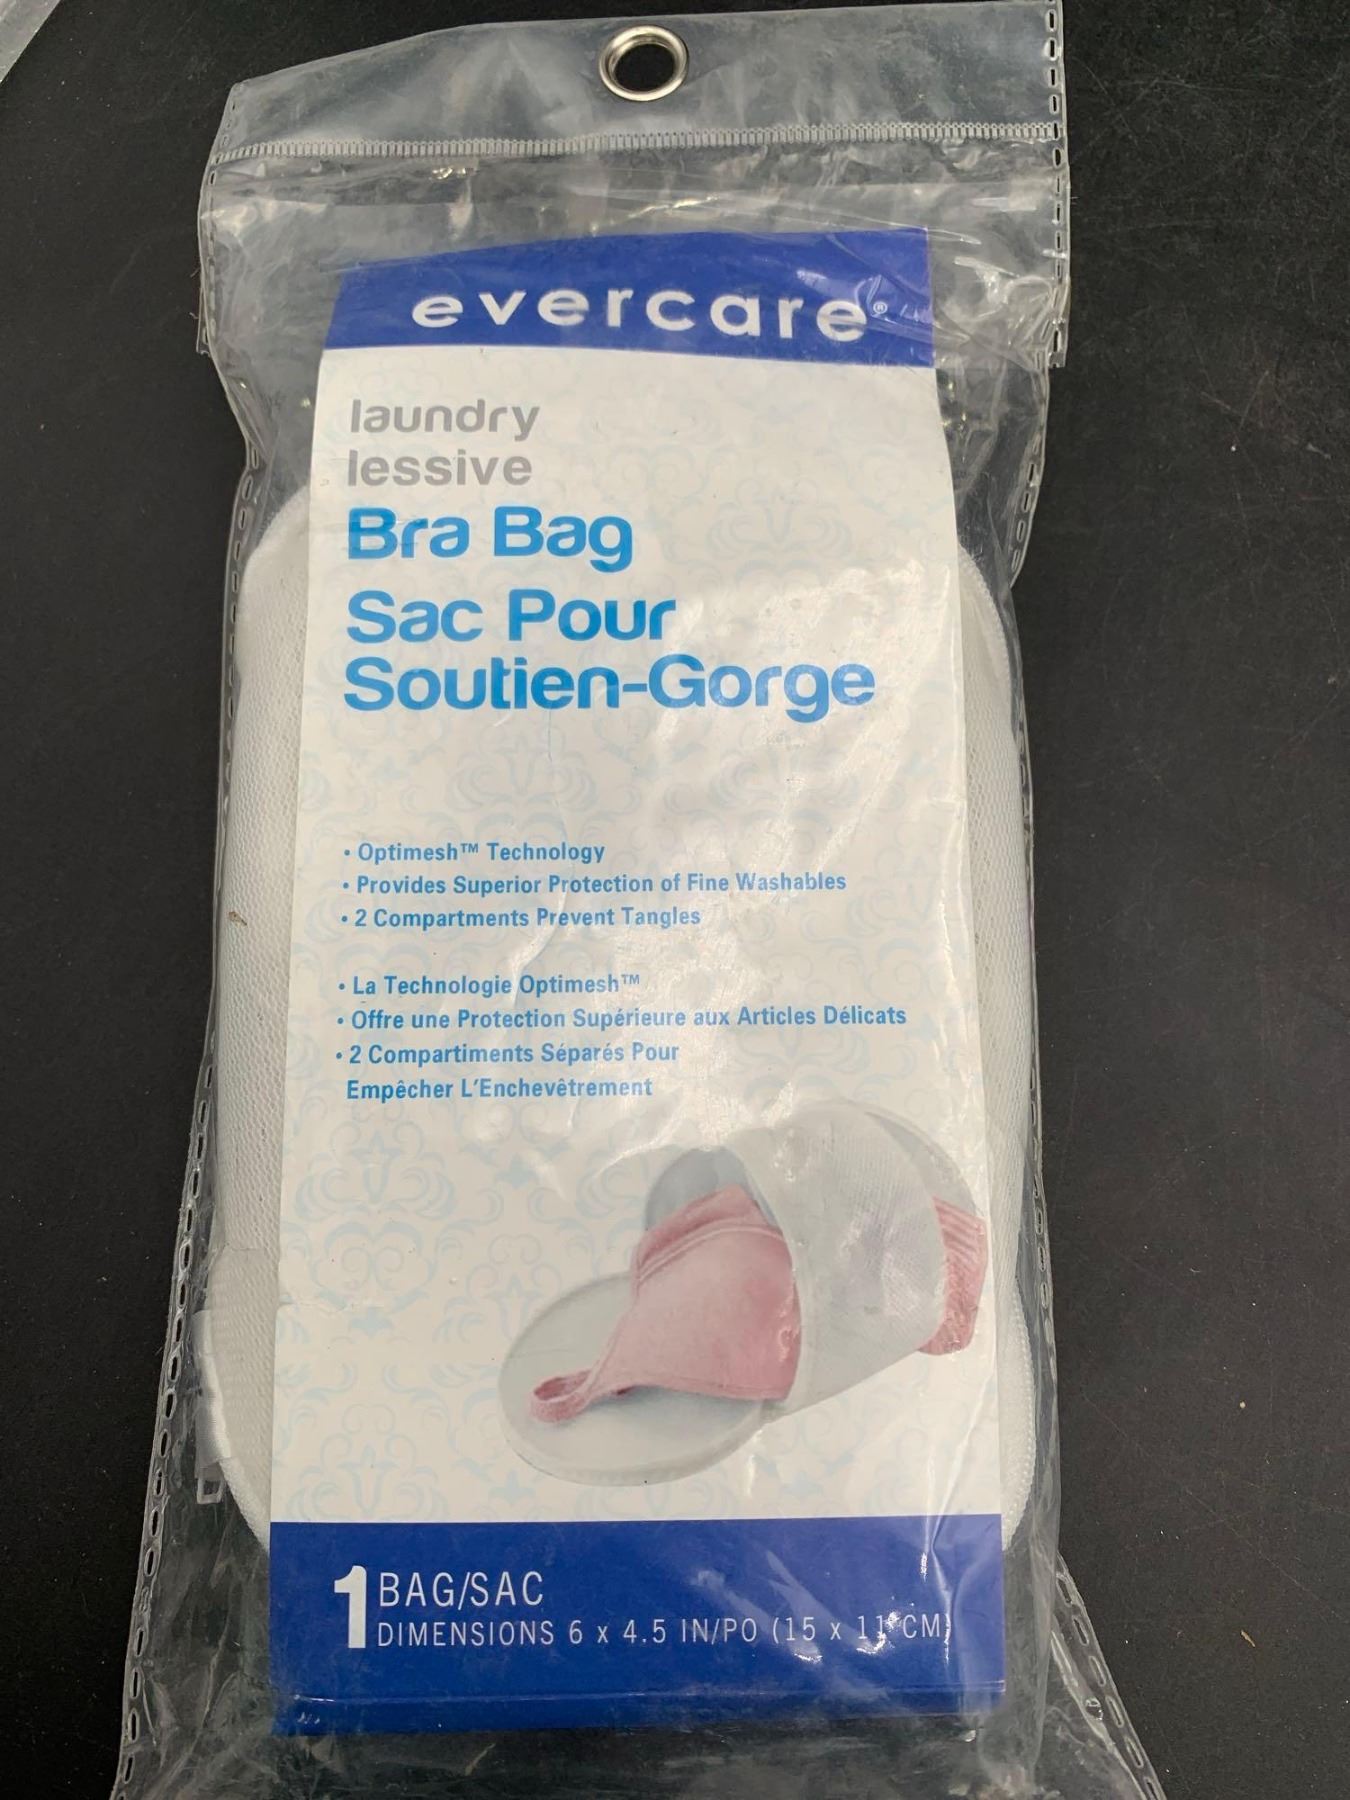 evercare®
laundry
lessive
Bra Bag
Sac Pour
Soutien-Gorge
• Optimesh™ Technology
• Provides Superior Protection of Fine Washables
• 2 Compartments Prevent Tangles
• La Technologie Optimesh™
• Offre une Protection Supérieure aux Articles Délicats
• 2 Compartiments Séparés Pour
Empêcher L'Enchevêtrement
1 BAG/SAC
DIMENSIONS 6 x 4.5 IN/PO (15 x 11 CM)